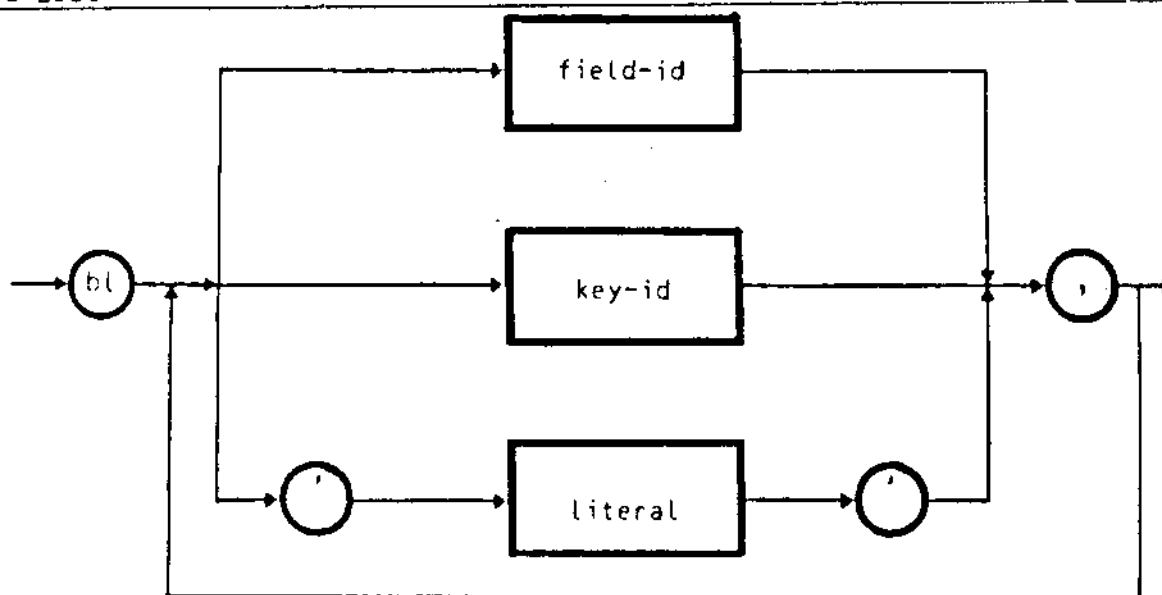 field-id
bl
key-id
,
'
literal
'